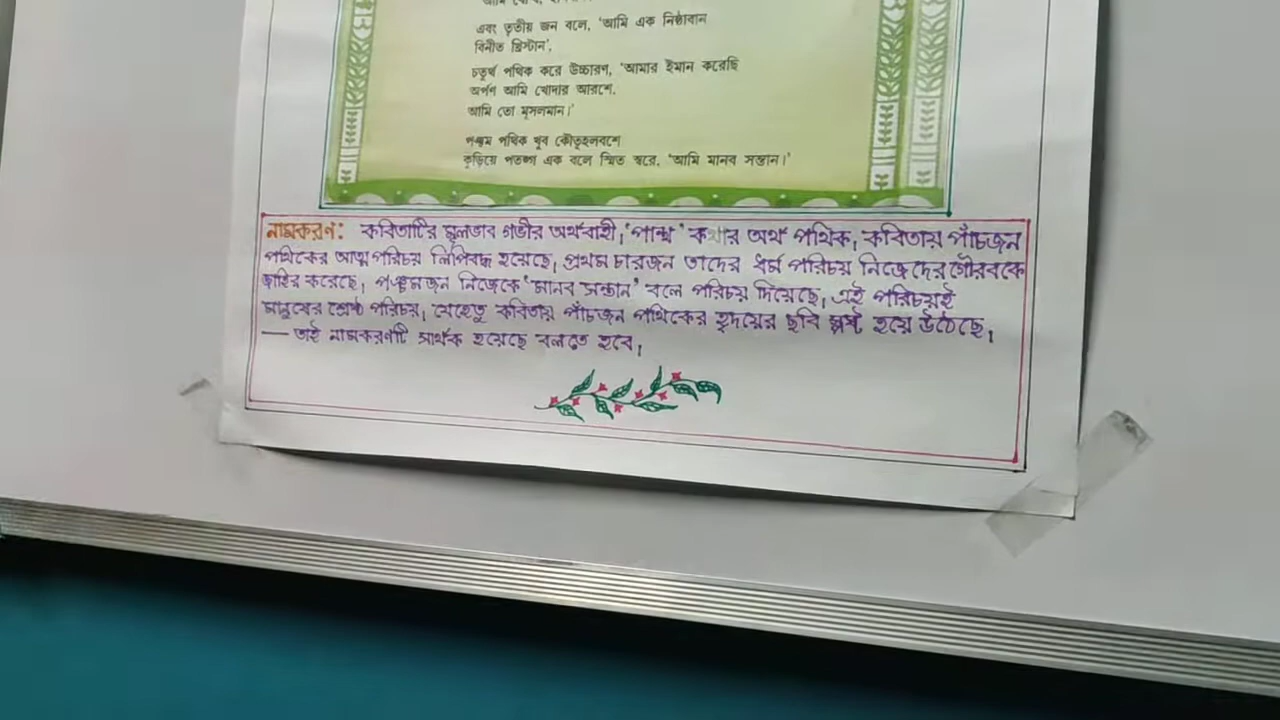 এবং তৃতীয় জন বলে, ‘আমি এক নিষ্ঠাবান
বিনীত খ্রিস্টান’,
চতুর্থ পথিক করে উচ্চারণ, ‘আমার ইমান করেছি
অর্পণ আমি খোদার আরশে,
আমি তো মুসলমান।’
পঞ্চম পথিক খুব কৌতূহলবশে
কুড়িয়ে পতঙ্গ এক বলে স্মিত স্বরে, ‘আমি মানব সন্তান।’
নামকরণ: কবিতাটির মূলভাব গভীর অর্থবাহী। ‘পান্থ’ কথার অর্থ পথিক। কবিতায় পাঁচজন
পথিকের আত্মপরিচয় লিপিবদ্ধ হয়েছে। প্রথম চারজন তাদের ধর্ম পরিচয় নিজেদের গৌরবকে
জাহির করেছে। পঞ্চমজন নিজেকে ‘মানব সন্তান’ বলে পরিচয় দিয়েছে। এই পরিচয়ই
মানুষের শ্রেষ্ঠ পরিচয়। যেহেতু কবিতায় পাঁচজন পথিকের হৃদয়ের ছবি স্পষ্ট হয়ে উঠেছে।
— তাই নামকরণটি সার্থক হয়েছে বলতে হবে।